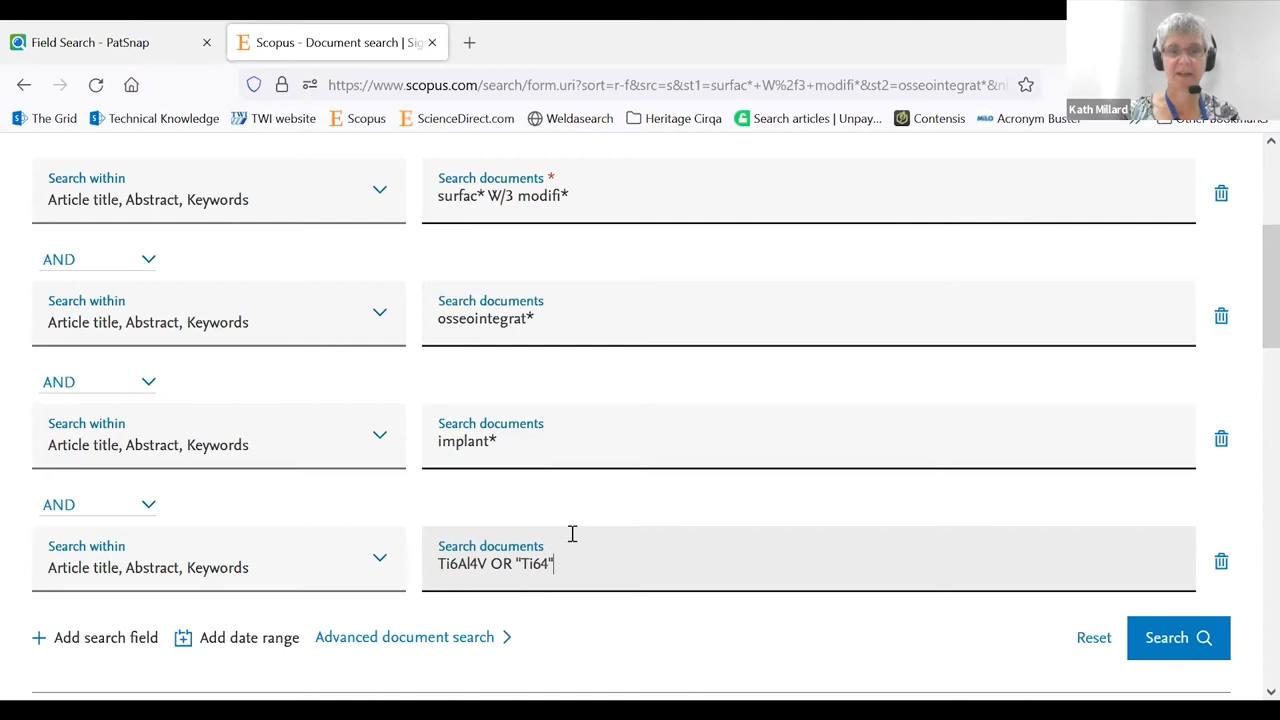 Field Search - PatSnap
Scopus - Document search | Sig
https://www.scopus.com/search/form.uri?sort=r-f&src=s&st1=surfac*+W%2f3+modifi*&st2=osseointegrat*&nl
Kath Millard
The Grid
Technical Knowledge
TWI website
Scopus
ScienceDirect.com
Weldasearch
Heritage Cirqa
Search articles | Unpay...
Contensis
MILO Acronym Buster
Other Bookmarks
Search within
Article title, Abstract, Keywords
Search documents *
surfac* W/3 modifi*
AND
Search within
Article title, Abstract, Keywords
Search documents
osseointegrat*
AND
Search within
Article title, Abstract, Keywords
Search documents
implant*
AND
Search within
Article title, Abstract, Keywords
Search documents
Ti6Al4V OR "Ti64"
Add search field
Add date range
Advanced document search
Reset
Search